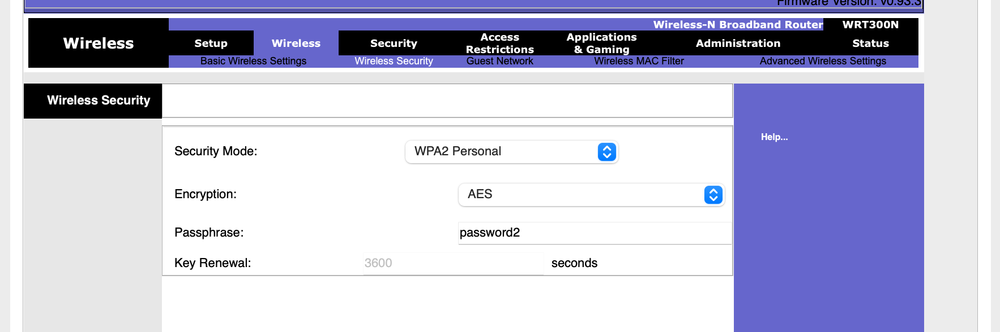 Firmware Version: v0.93.3
Wireless-N Broadband Router WRT300N
Wireless
Setup Wireless Security Access Restrictions Applications & Gaming Administration Status
Basic Wireless Settings Wireless Security Guest Network Wireless MAC Filter Advanced Wireless Settings
Wireless Security
Help...
Security Mode: WPA2 Personal
Encryption: AES
Passphrase: password2
Key Renewal: 3600 seconds